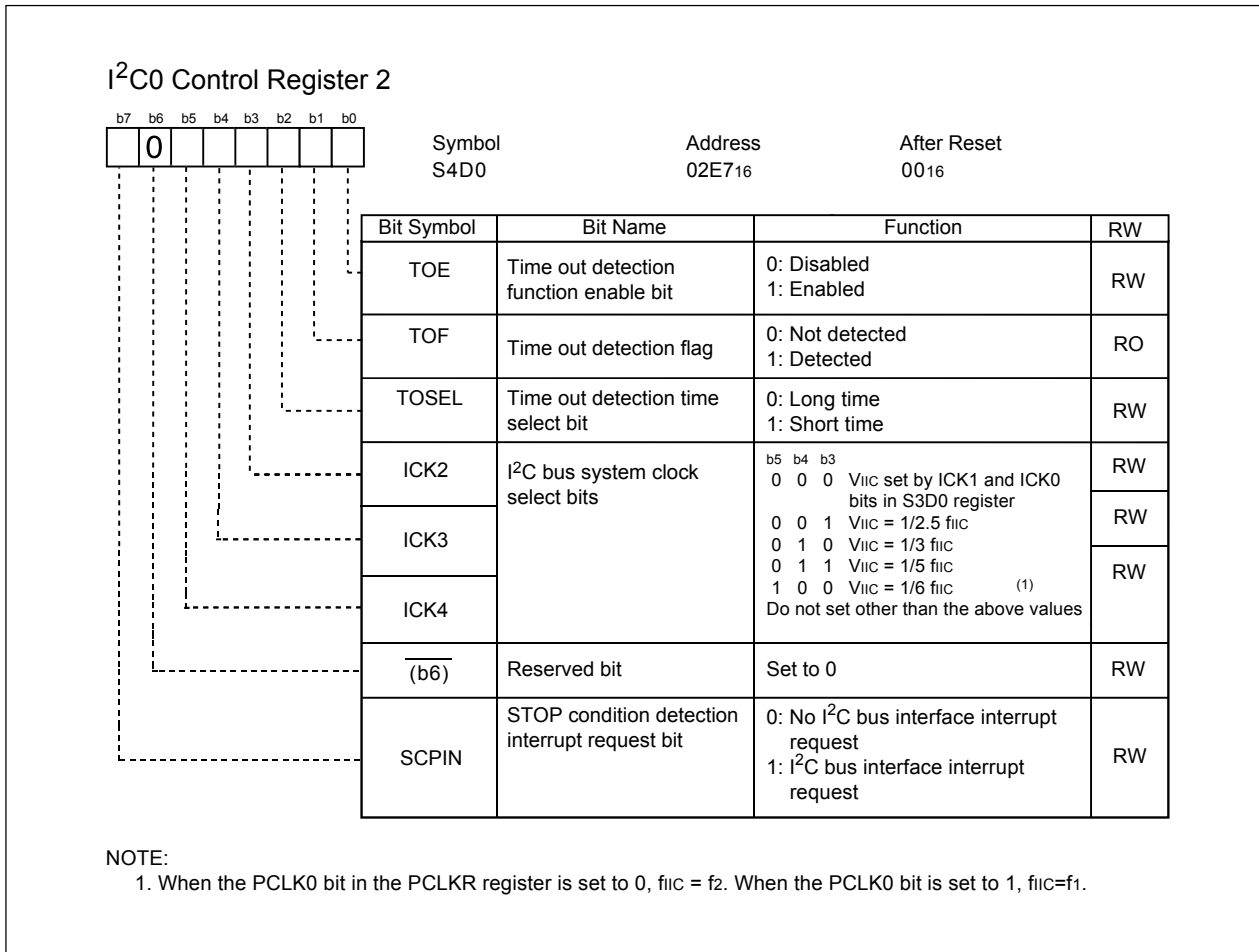 I²C0 Control Register 2
b7 b6 b5 b4 b3 b2 b1 b0
0
Symbol Address After Reset
S4D0 02E716 0016
Bit Symbol Bit Name Function RW
TOE Time out detection function enable bit 0: Disabled 1: Enabled RW
TOF Time out detection flag 0: Not detected 1: Detected RO
TOSEL Time out detection time select bit 0: Long time 1: Short time RW
ICK2 I²C bus system clock select bits RW
ICK3 RW
ICK4 RW
b5 b4 b3
0 0 0 VIIC set by ICK1 and ICK0
bits in S3D0 register
0 0 1 VIIC = 1/2.5 fIIC
0 1 0 VIIC = 1/3 fIIC
0 1 1 VIIC = 1/5 fIIC
1 0 0 VIIC = 1/6 fIIC (1)
Do not set other than the above values
(b6) Reserved bit Set to 0 RW
SCPIN STOP condition detection interrupt request bit RW
0: No I²C bus interface interrupt
request
1: I²C bus interface interrupt
request
NOTE:
1. When the PCLK0 bit in the PCLKR register is set to 0, fIIC = f2. When the PCLK0 bit is set to 1, fIIC=f1.